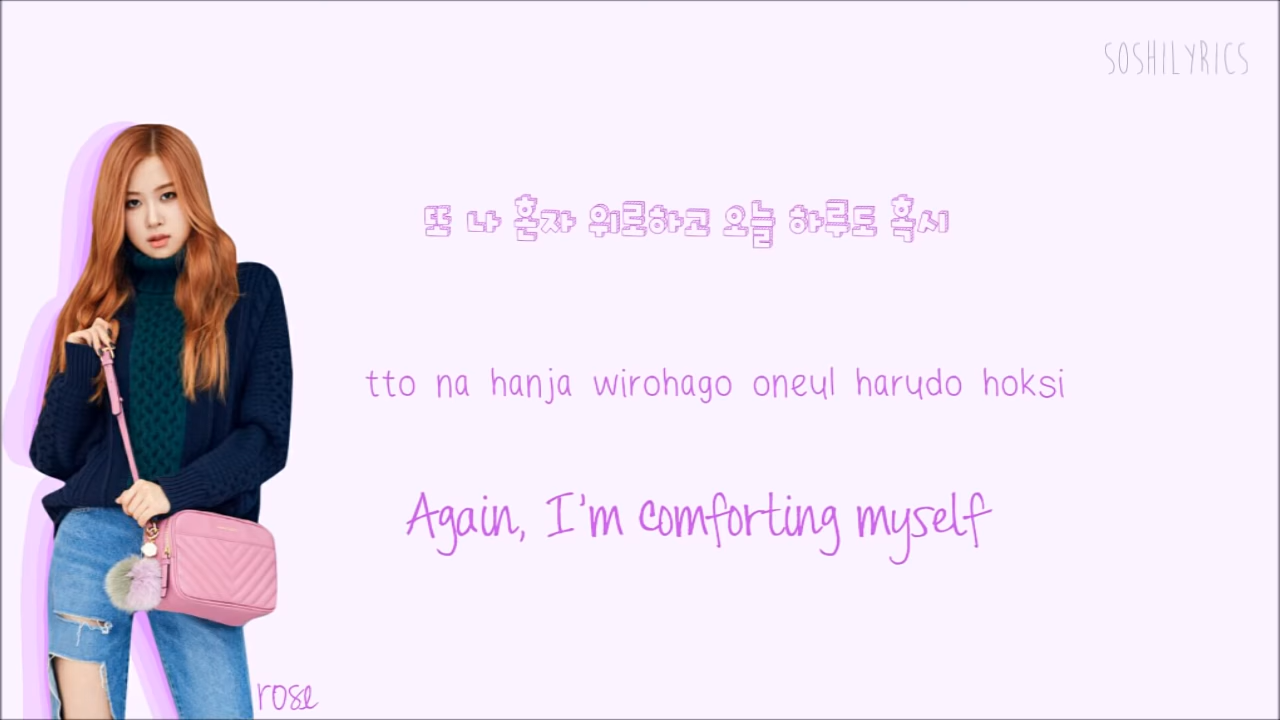 SOSHILYRICS
또 나 혼자 위로하고 오늘 하루도 혹시
tto na hanja wirohago oneul harudo hoksi
Again, I'm comforting myself
rose